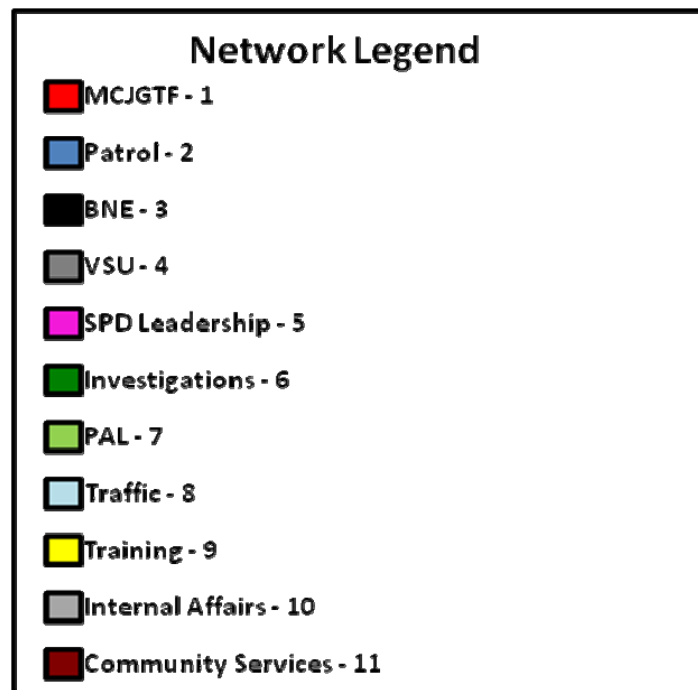 Network Legend
MCJGTF - 1
Patrol - 2
BNE - 3
VSU - 4
SPD Leadership - 5
Investigations - 6
PAL - 7
Traffic - 8
Training - 9
Internal Affairs - 10
Community Services - 11